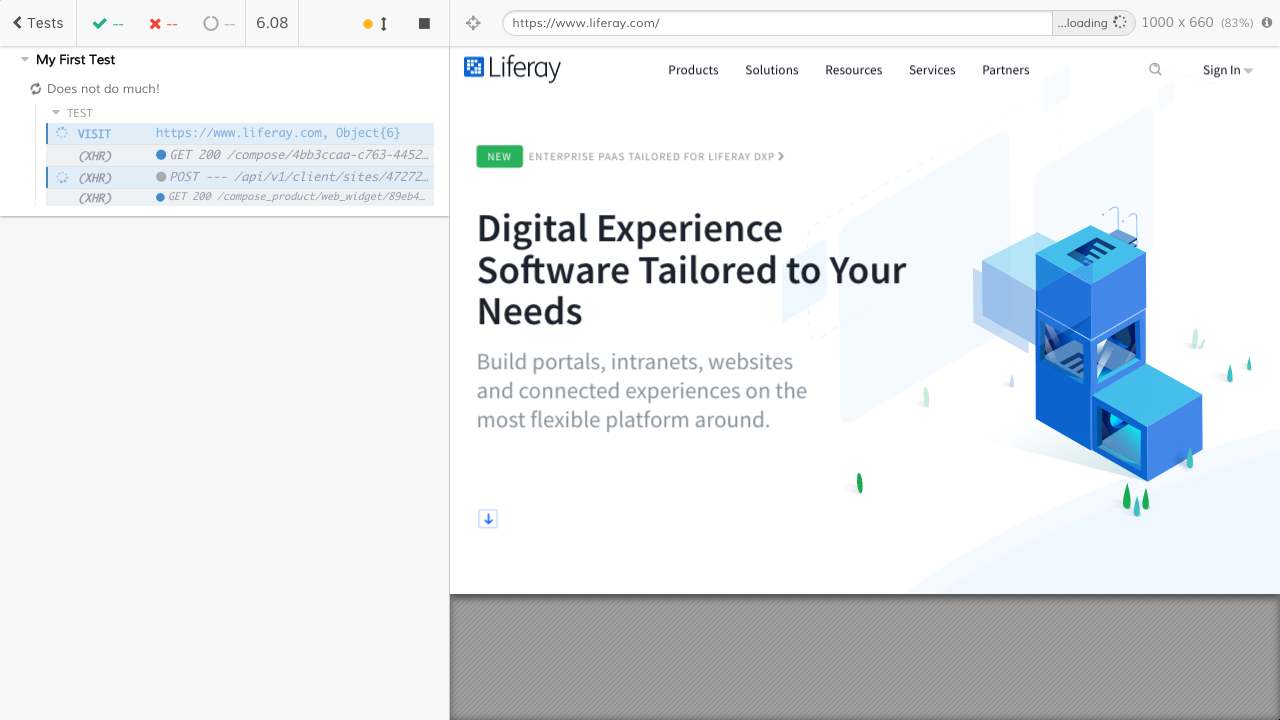 Tests -- -- -- 6.08
My First Test
Does not do much!
TEST
VISIT https://www.liferay.com, Object{6}
(XHR) GET 200 /compose/4bb3ccaa-c763-4452…
(XHR) POST --- /api/v1/client/sites/47272…
(XHR) GET 200 /compose_product/web_widget/89eb4…
https://www.liferay.com/ ...loading 1000 x 660 (83%)
Liferay Products Solutions Resources Services Partners Sign In
NEW ENTERPRISE PAAS TAILORED FOR LIFERAY DXP
Digital Experience
Software Tailored to Your
Needs
Build portals, intranets, websites
and connected experiences on the
most flexible platform around.